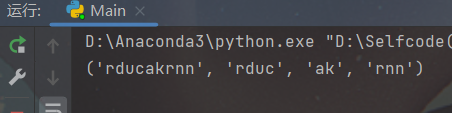 运行: Main
D:\Anaconda3\python.exe "D:\Selfcode(
('rducakrnn', 'rduc', 'ak', 'rnn')